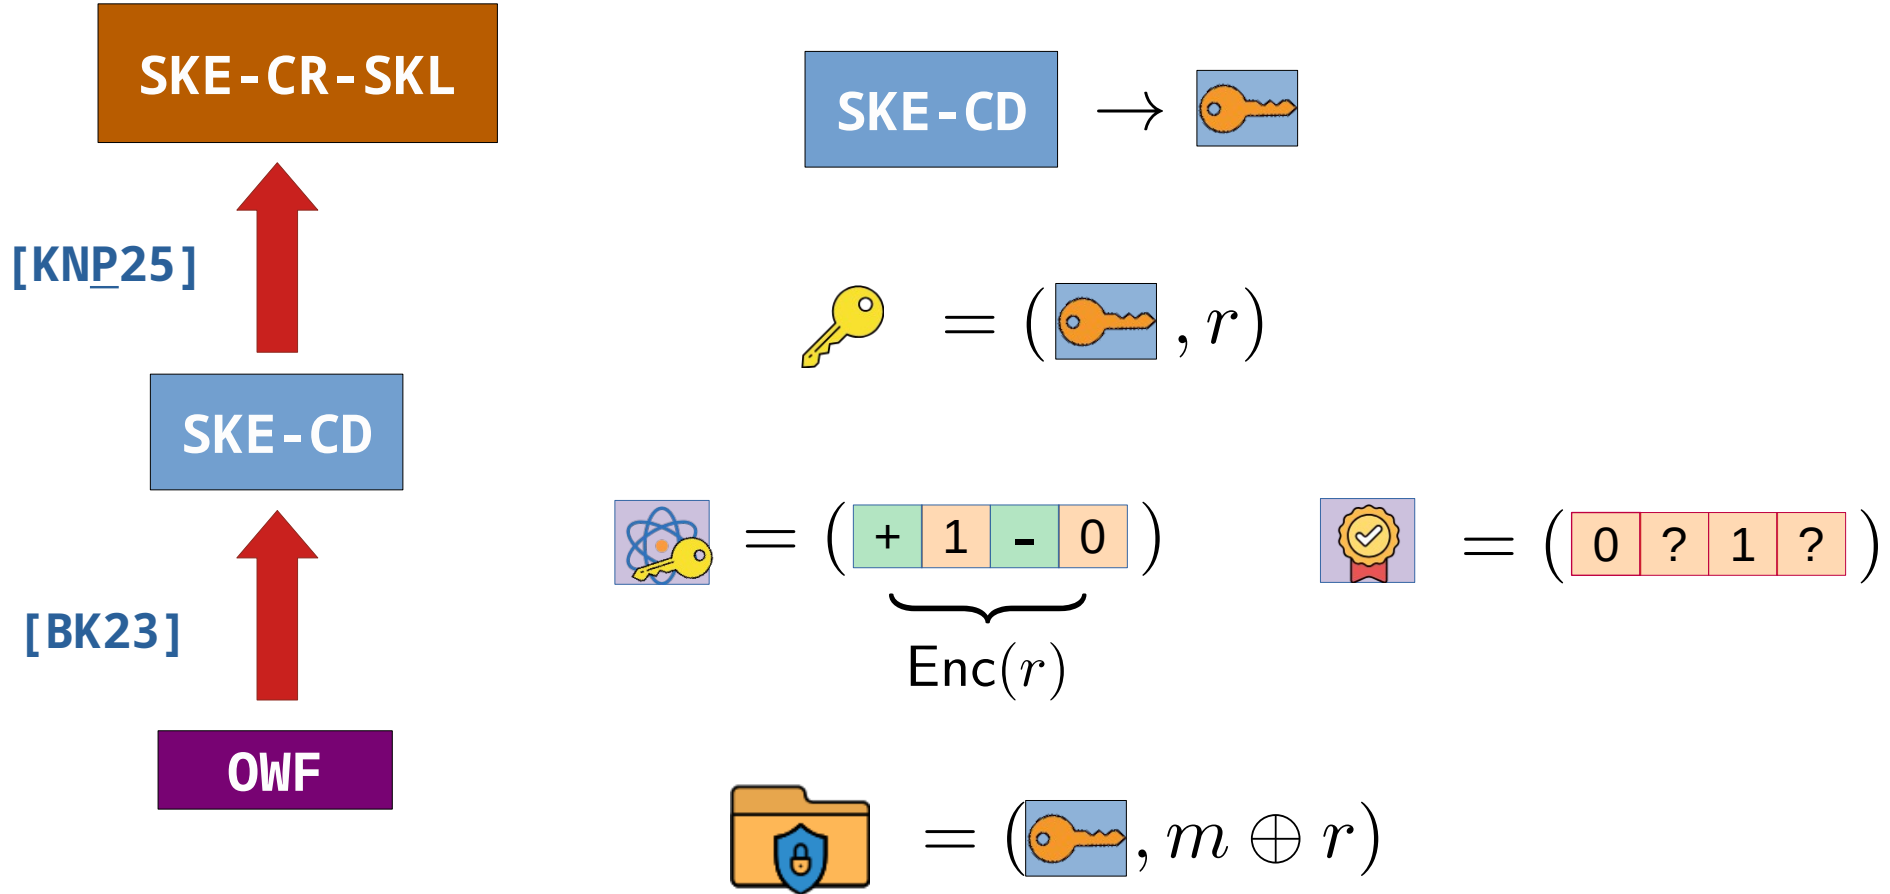 SKE-CR-SKL
[KNP25]
SKE-CD
[BK23]
OWF
SKE-CD →
= ( , r)
= ( + 1 - 0 )
Enc(r)
= ( 0 ? 1 ? )
= ( , m ⊕ r)